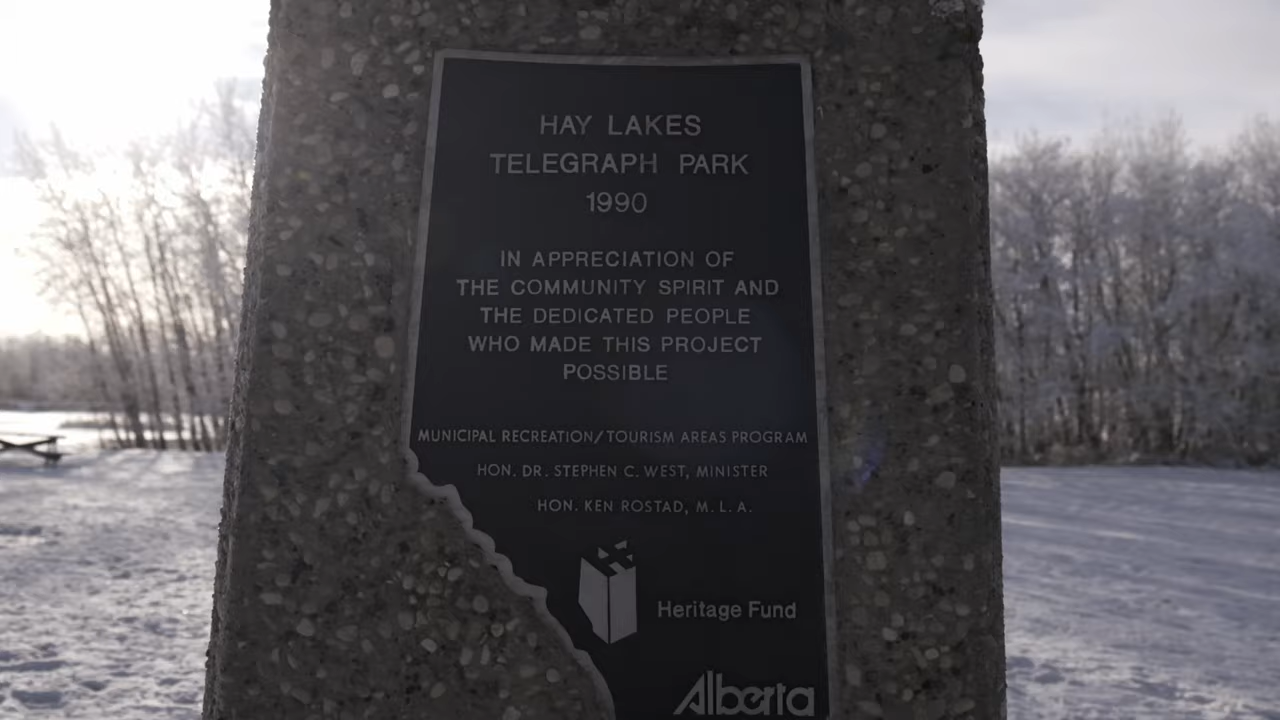 HAY LAKES
TELEGRAPH PARK
1990
IN APPRECIATION OF
THE COMMUNITY SPIRIT AND
THE DEDICATED PEOPLE
WHO MADE THIS PROJECT
POSSIBLE
MUNICIPAL RECREATION/TOURISM AREAS PROGRAM
HON. DR. STEPHEN C. WEST, MINISTER
HON. KEN ROSTAD, M.L.A.
Heritage Fund
Alberta